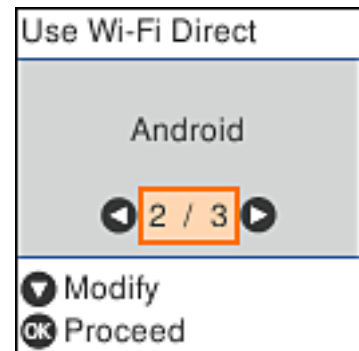 Use Wi-Fi Direct
Android
2 / 3
Modify
OK Proceed